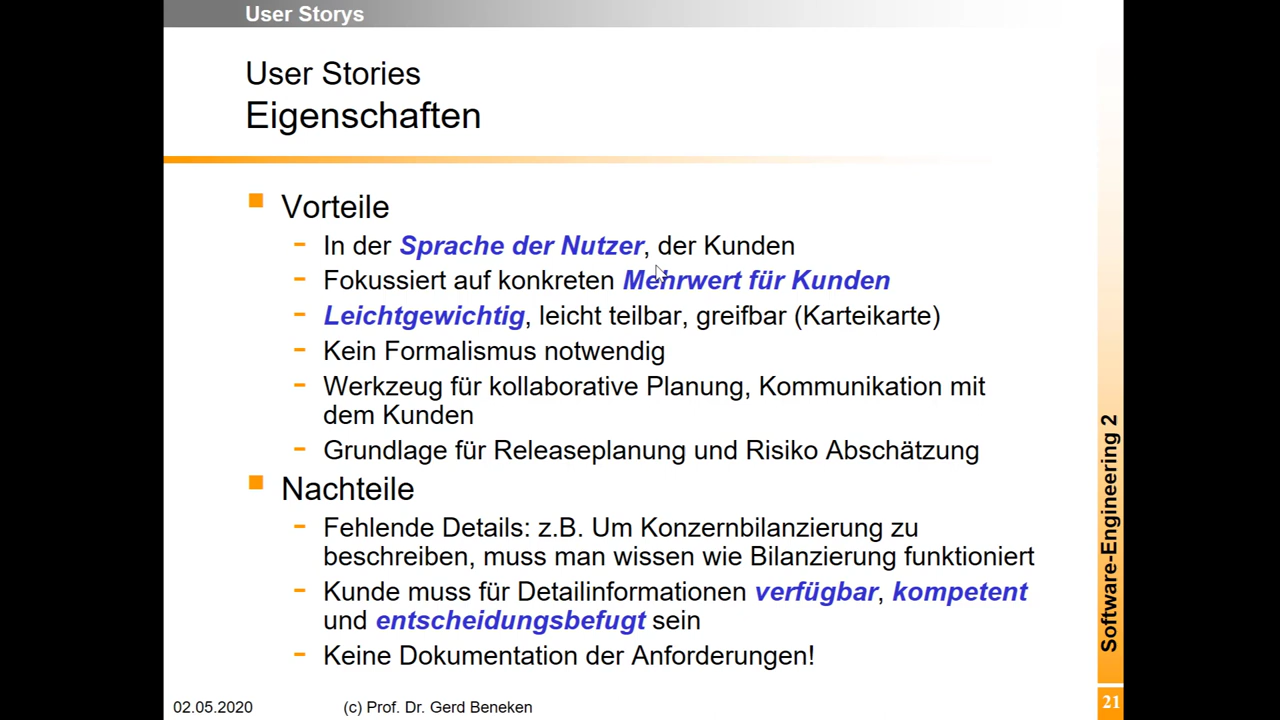 User Storys
User Stories
Eigenschaften
Vorteile
- In der Sprache der Nutzer, der Kunden
- Fokussiert auf konkreten Mehrwert für Kunden
- Leichtgewichtig, leicht teilbar, greifbar (Karteikarte)
- Kein Formalismus notwendig
- Werkzeug für kollaborative Planung, Kommunikation mit
dem Kunden
- Grundlage für Releaseplanung und Risiko Abschätzung
Nachteile
- Fehlende Details: z.B. Um Konzernbilanzierung zu
beschreiben, muss man wissen wie Bilanzierung funktioniert
- Kunde muss für Detailinformationen verfügbar, kompetent
und entscheidungsbefugt sein
- Keine Dokumentation der Anforderungen!
Software-Engineering 2
02.05.2020
(c) Prof. Dr. Gerd Beneken
21